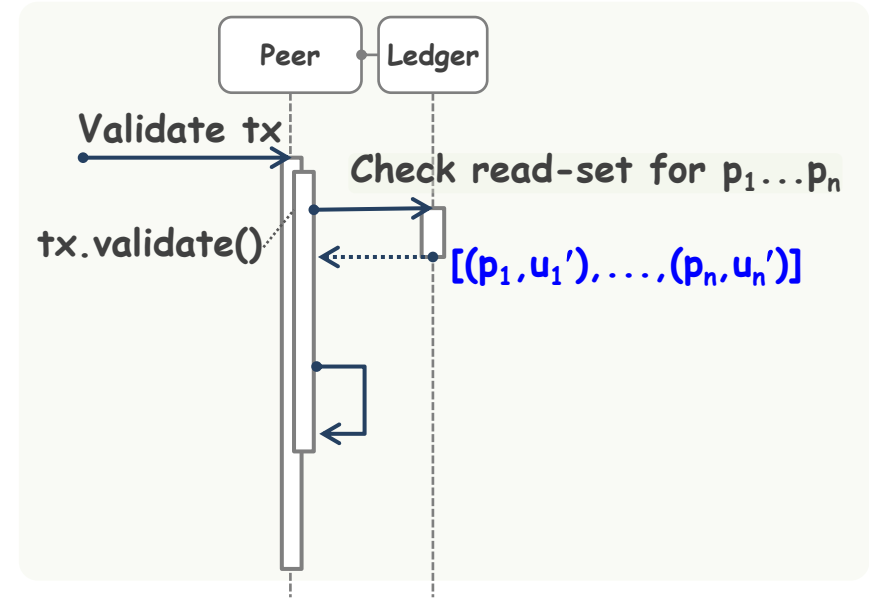 Peer
Ledger
Validate tx
Check read-set for p₁...pₙ
tx.validate()
[(p₁,u₁′),...,(pₙ,uₙ′)]